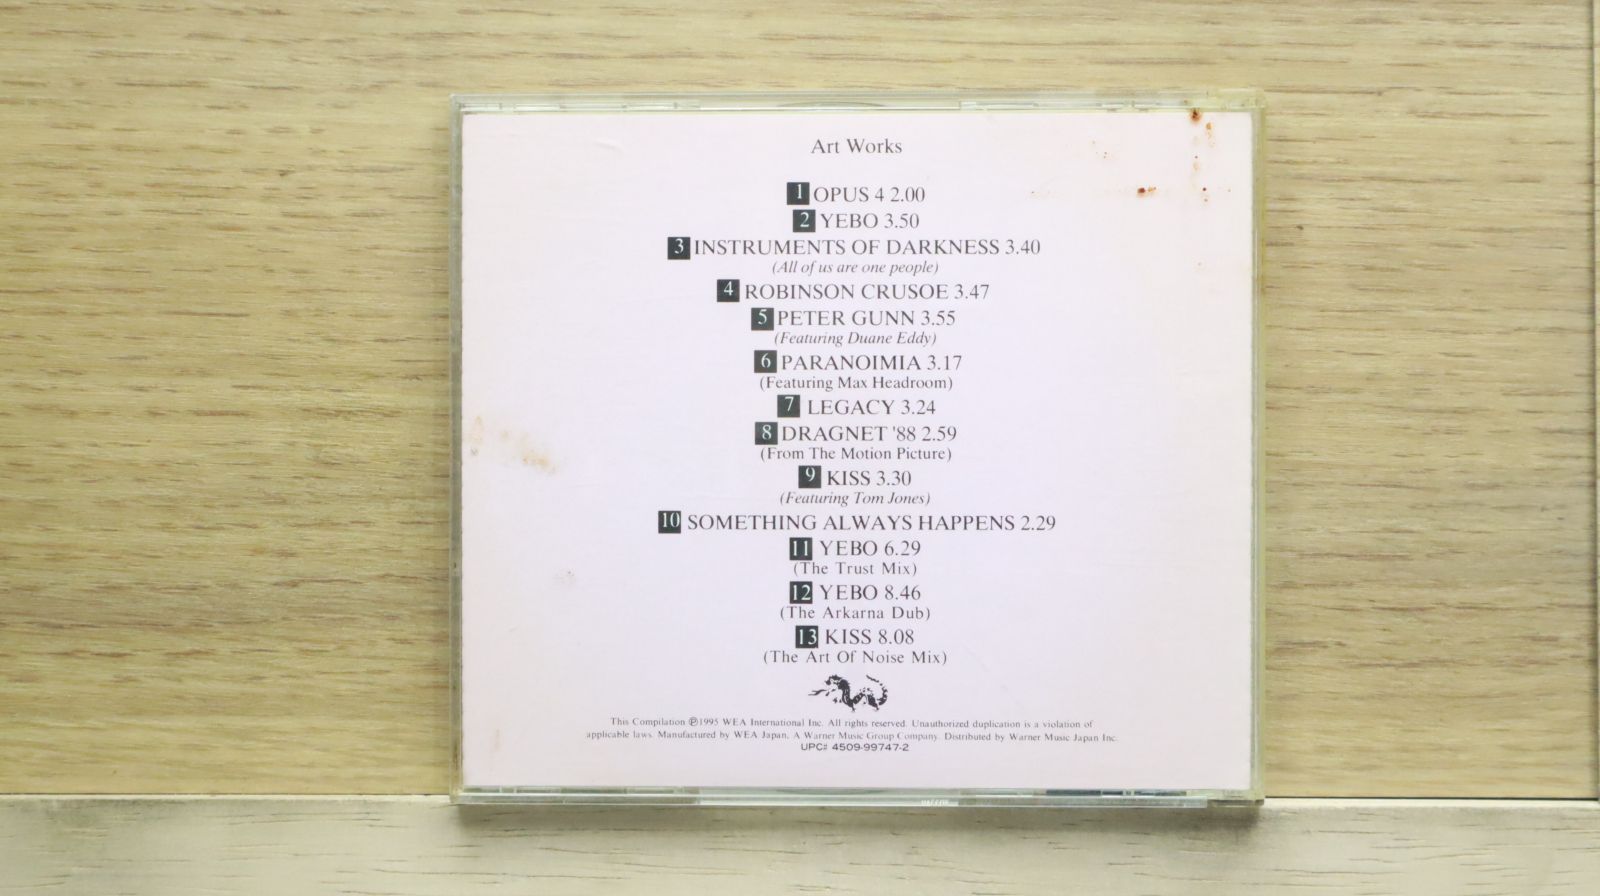 Art Works
1 OPUS 4 2.00
2 YEBO 3.50
3 INSTRUMENTS OF DARKNESS 3.40
(All of us are one people)
4 ROBINSON CRUSOE 3.47
5 PETER GUNN 3.55
(Featuring Duane Eddy)
6 PARANOIMIA 3.17
(Featuring Max Headroom)
7 LEGACY 3.24
8 DRAGNET '88 2.59
(From The Motion Picture)
9 KISS 3.30
(Featuring Tom Jones)
10 SOMETHING ALWAYS HAPPENS 2.29
11 YEBO 6.29
(The Trust Mix)
12 YEBO 8.46
(The Arkarna Dub)
13 KISS 8.08
(The Art Of Noise Mix)
This Compilation ℗1995 WEA International Inc. All rights reserved. Unauthorized duplication is a violation of
applicable laws. Manufactured by WEA Japan, A Warner Music Group Company. Distributed by Warner Music Japan Inc.
UPC# 4509-99747-2